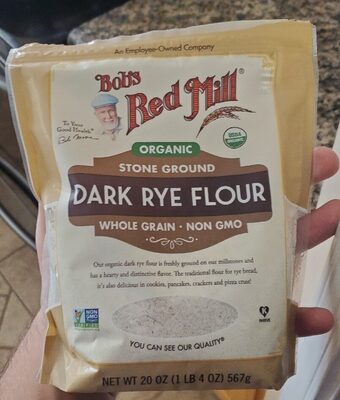 An Employee-Owned Company
Bob's
Red Mill®
To Your
Good Health
Bob Moore
ORGANIC
USDA
ORGANIC
STONE GROUND
DARK RYE FLOUR
WHOLE GRAIN · NON GMO
Our organic dark rye flour is freshly ground on our millstones and
has a hearty and distinctive flavor. The traditional flour for rye bread,
it's also delicious in cookies, pancakes, crackers and pizza crust!
NON
GMO
Project
VERIFIED
K
YOU CAN SEE OUR QUALITY®
NET WT 20 OZ (1 LB 4 OZ) 567g